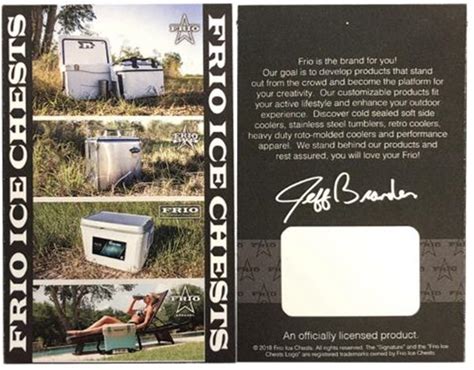 FRIO ICE CHESTS
FRIO
FRIO
FRIO
FRIO
FRIO ICE CHESTS
Frio is the brand for you!
Our goal is to develop products that stand
out from the crowd and become the platform for
your creativity. Our customizable products fit
your active lifestyle and enhance your outdoor
experience. Discover cold sealed soft side
coolers, stainless steel tumblers, retro coolers,
heavy duty roto-molded coolers and performance
apparel. We stand behind our products and
rest assured, you will love your Frio!
Jeff Branden
An officially licensed product.
© 2018 Frio Ice Chests. All rights reserved. The "Signature" and the "Frio Ice
Chests Logo" are registered trademarks owned by Frio Ice Chests.